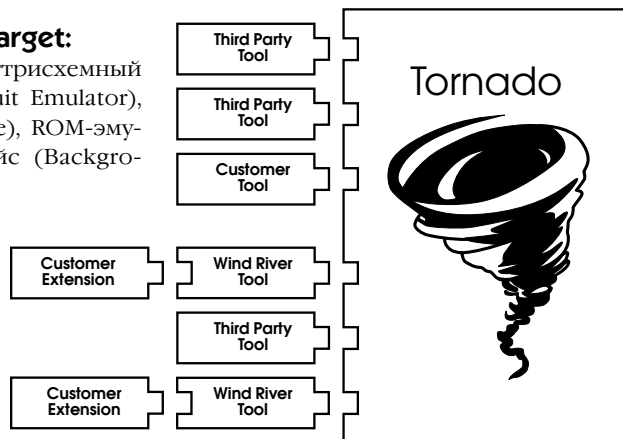 arget:
трисхемный
uit Emulator),
e), ROM-эму-
йс (Backgro-
Third Party
Tool
Third Party
Tool
Customer
Tool
Customer
Extension
Wind River
Tool
Third Party
Tool
Customer
Extension
Wind River
Tool
Tornado